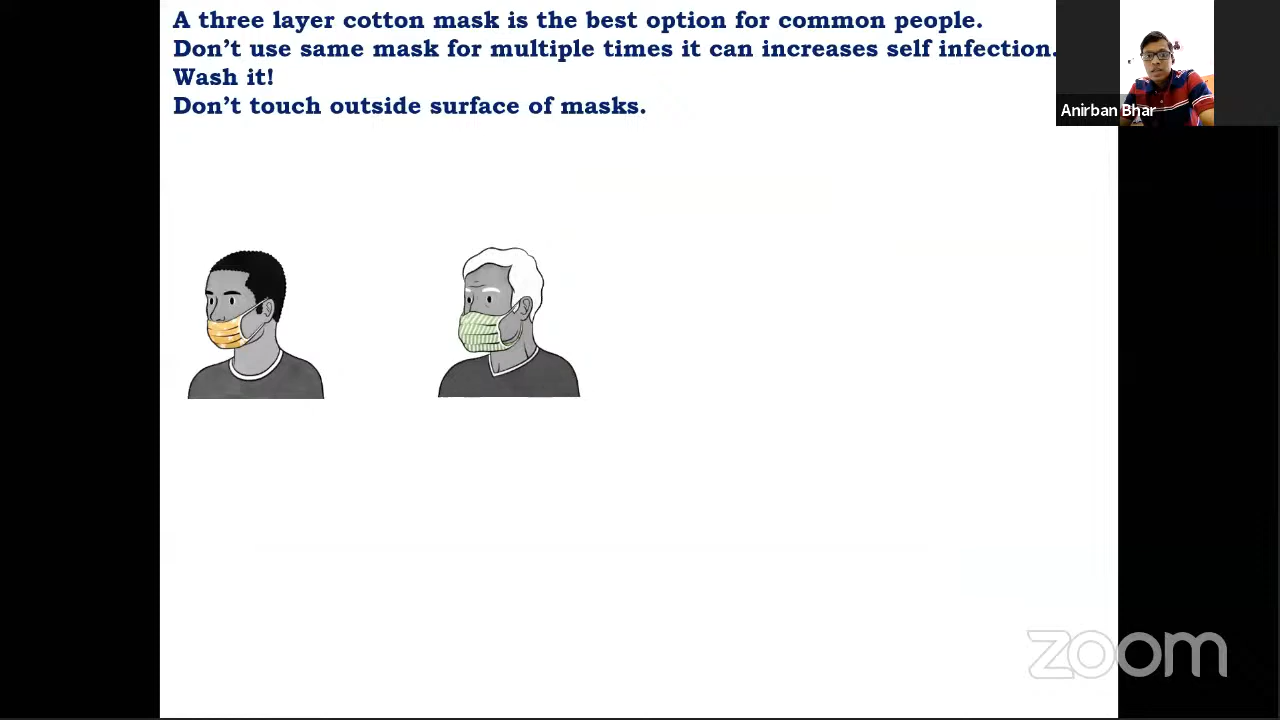 A three layer cotton mask is the best option for common people.
Don't use same mask for multiple times it can increases self infection.
Wash it!
Don't touch outside surface of masks.
Anirban Bhar
zoom